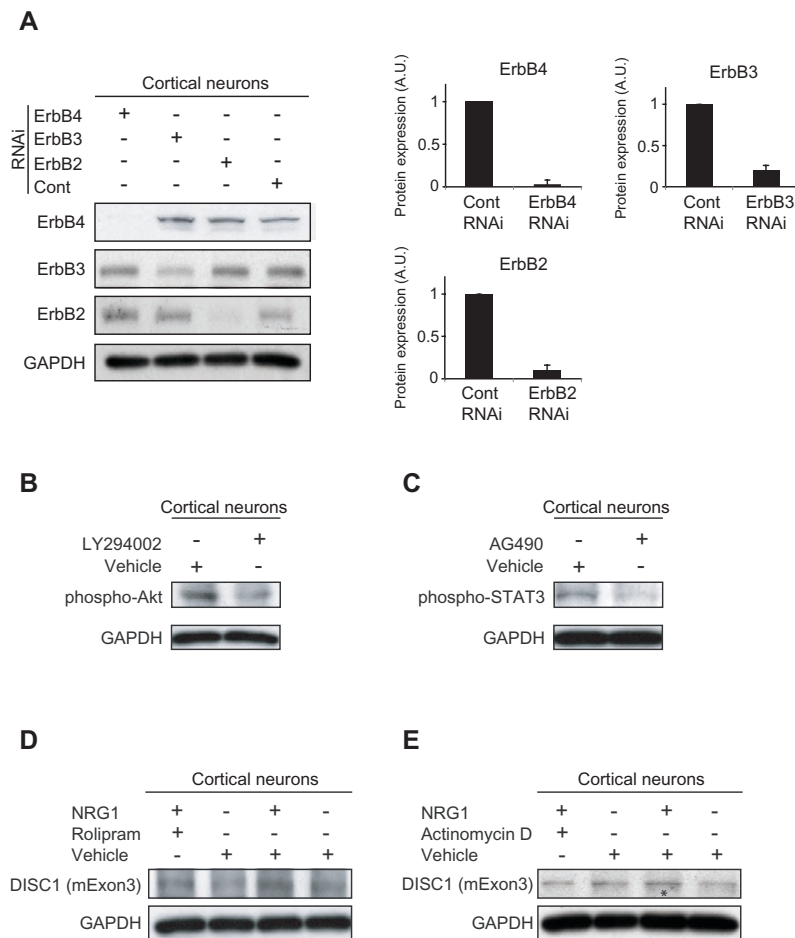 A
Cortical neurons
RNAi
ErbB4 + - - -
ErbB3 - + - -
ErbB2 - - + -
Cont - - - +
ErbB4
ErbB3
ErbB2
GAPDH
ErbB4
Protein expression (A.U.)
1
0.5
0
Cont RNAi
ErbB4 RNAi
ErbB3
Protein expression (A.U.)
1
0.5
0
Cont RNAi
ErbB3 RNAi
ErbB2
Protein expression (A.U.)
1
0.5
0
Cont RNAi
ErbB2 RNAi
B
Cortical neurons
LY294002 - +
Vehicle + -
phospho-Akt
GAPDH
C
Cortical neurons
AG490 - +
Vehicle + -
phospho-STAT3
GAPDH
D
Cortical neurons
NRG1 + - + -
Rolipram + - - -
Vehicle - + + +
DISC1 (mExon3)
GAPDH
E
Cortical neurons
NRG1 + - + -
Actinomycin D + - - -
Vehicle - + + +
DISC1 (mExon3)
*
GAPDH